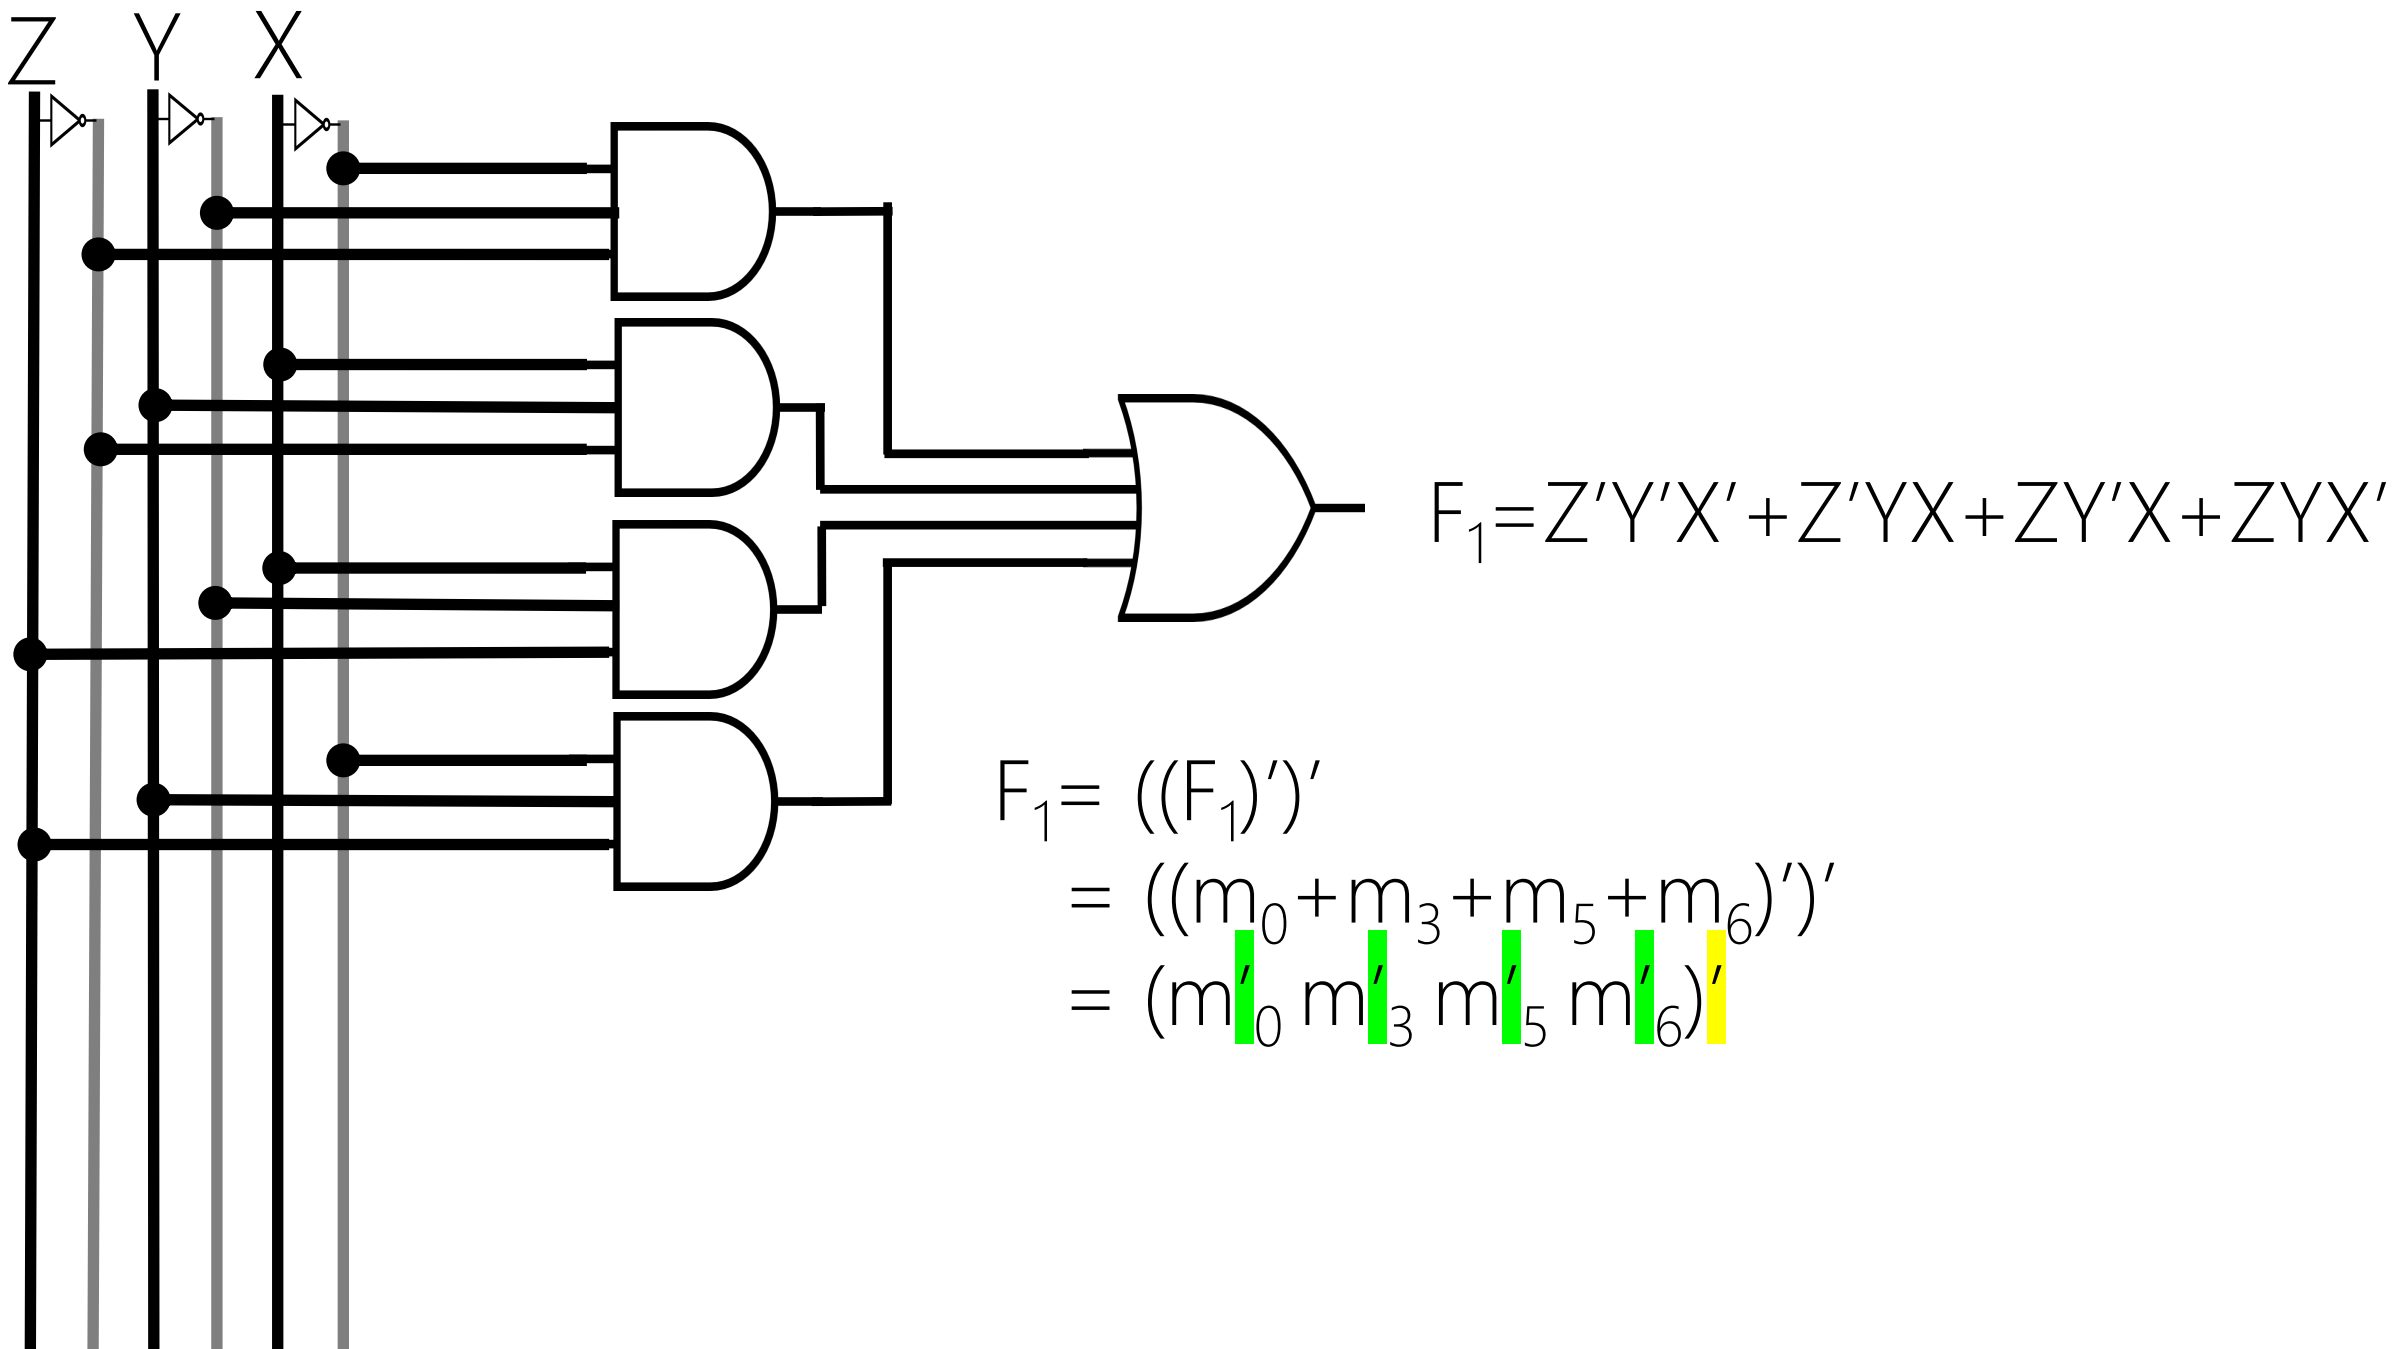 Z Y X
F₁=Z′Y′X′+Z′YX+ZY′X+ZYX′
F₁= ((F₁)′)′
= ((m₀+m₃+m₅+m₆)′)′
= (m′₀ m′₃ m′₅ m′₆)′